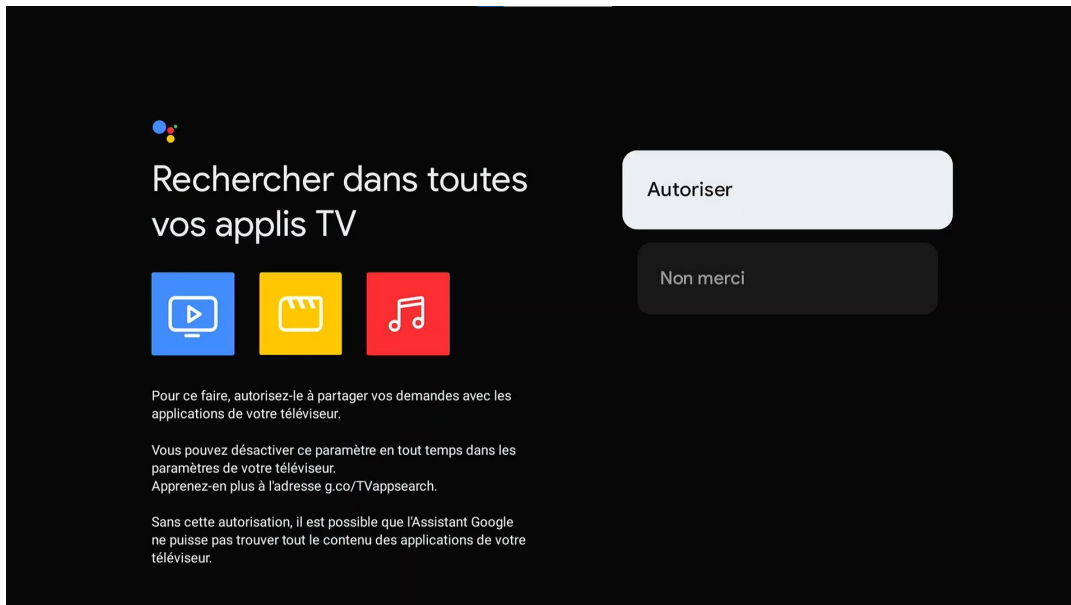 Rechercher dans toutes
vos applis TV
Autoriser
Non merci
Pour ce faire, autorisez-le à partager vos demandes avec les
applications de votre téléviseur.
Vous pouvez désactiver ce paramètre en tout temps dans les
paramètres de votre téléviseur.
Apprenez-en plus à l'adresse g.co/TVappsearch.
Sans cette autorisation, il est possible que l'Assistant Google
ne puisse pas trouver tout le contenu des applications de votre
téléviseur.